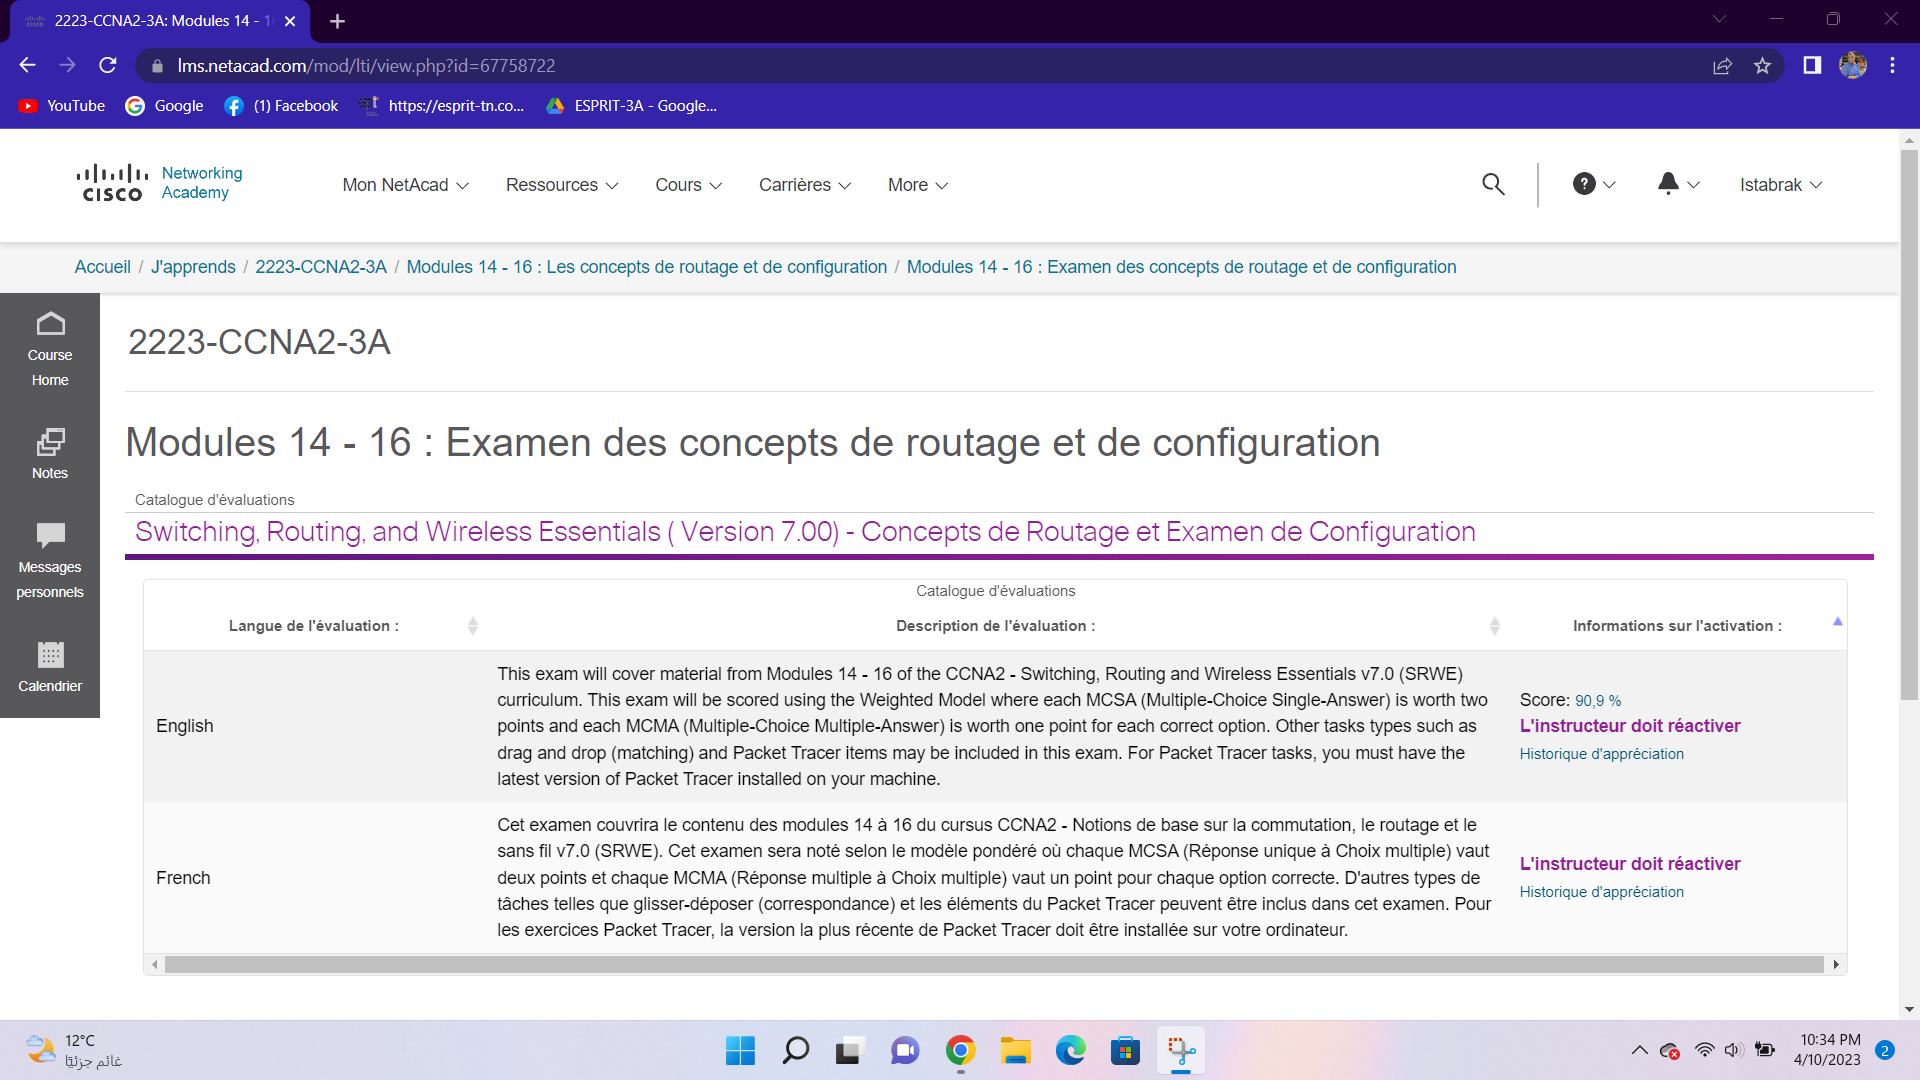 2223-CCNA2-3A: Modules 14 - 1
lms.netacad.com/mod/lti/view.php?id=67758722
YouTube
Google
(1) Facebook
https://esprit-tn.co...
ESPRIT-3A - Google...
CISCO
Networking
Academy
Mon NetAcad
Ressources
Cours
Carrières
More
?
Istabrak
Accueil / J'apprends / 2223-CCNA2-3A / Modules 14 - 16 : Les concepts de routage et de configuration / Modules 14 - 16 : Examen des concepts de routage et de configuration
Course
Home
Notes
Messages
personnels
Calendrier
2223-CCNA2-3A
Modules 14 - 16 : Examen des concepts de routage et de configuration
Catalogue d'évaluations
Switching, Routing, and Wireless Essentials ( Version 7.00) - Concepts de Routage et Examen de Configuration
Catalogue d'évaluations
Langue de l'évaluation :
Description de l'évaluation :
Informations sur l'activation :
English
This exam will cover material from Modules 14 - 16 of the CCNA2 - Switching, Routing and Wireless Essentials v7.0 (SRWE)
curriculum. This exam will be scored using the Weighted Model where each MCSA (Multiple-Choice Single-Answer) is worth two
points and each MCMA (Multiple-Choice Multiple-Answer) is worth one point for each correct option. Other tasks types such as
drag and drop (matching) and Packet Tracer items may be included in this exam. For Packet Tracer tasks, you must have the
latest version of Packet Tracer installed on your machine.
Score: 90,9 %
L'instructeur doit réactiver
Historique d'appréciation
French
Cet examen couvrira le contenu des modules 14 à 16 du cursus CCNA2 - Notions de base sur la commutation, le routage et le
sans fil v7.0 (SRWE). Cet examen sera noté selon le modèle pondéré où chaque MCSA (Réponse unique à Choix multiple) vaut
deux points et chaque MCMA (Réponse multiple à Choix multiple) vaut un point pour chaque option correcte. D'autres types de
tâches telles que glisser-déposer (correspondance) et les éléments du Packet Tracer peuvent être inclus dans cet examen. Pour
les exercices Packet Tracer, la version la plus récente de Packet Tracer doit être installée sur votre ordinateur.
L'instructeur doit réactiver
Historique d'appréciation
12°C
غائم جزئيًا
10:34 PM
4/10/2023
2